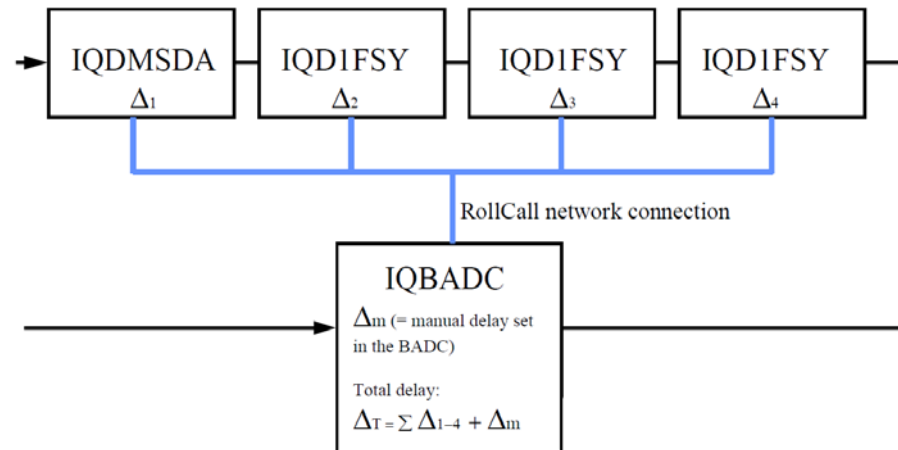 IQDMSDA IQD1FSY IQD1FSY IQD1FSY
Δ1 Δ2 Δ3 Δ4
RollCall network connection
IQBADC
Δm (= manual delay set
in the BADC)
Total delay:
ΔT = ∑ Δ1–4 + Δm